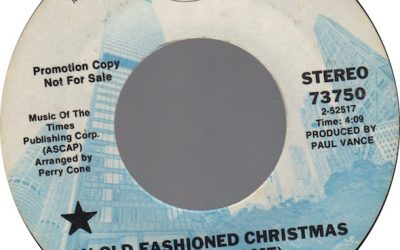 Promotion Copy
Not For Sale
Music Of The
Times
Publishing Corp.
(ASCAP)
Arranged by
Perry Cone
STEREO
73750
2-52517
Time: 4:09
PRODUCED BY
PAUL VANCE
OLD FASHIONED CHRISTMAS